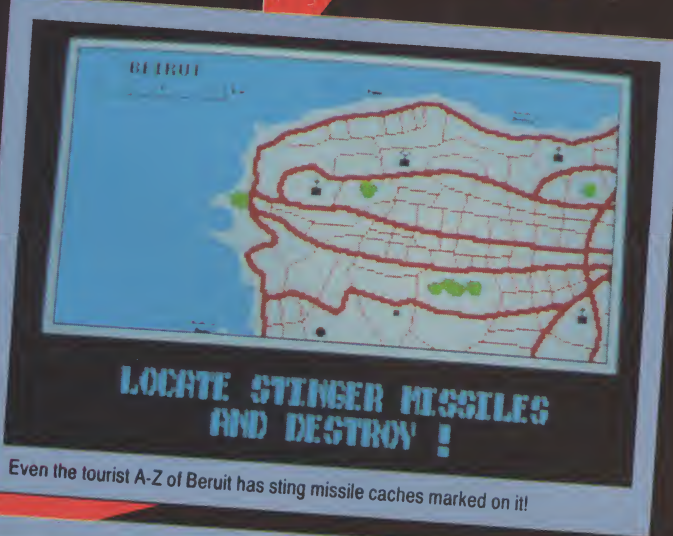 BEIRUT
LOCATE STINGER MISSILES
AND DESTROY !
Even the tourist A-Z of Beruit has sting missile caches marked on it!